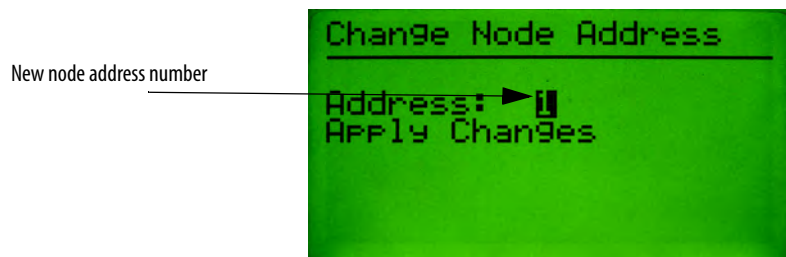 Change Node Address
New node address number
Address: 1
Apply Changes